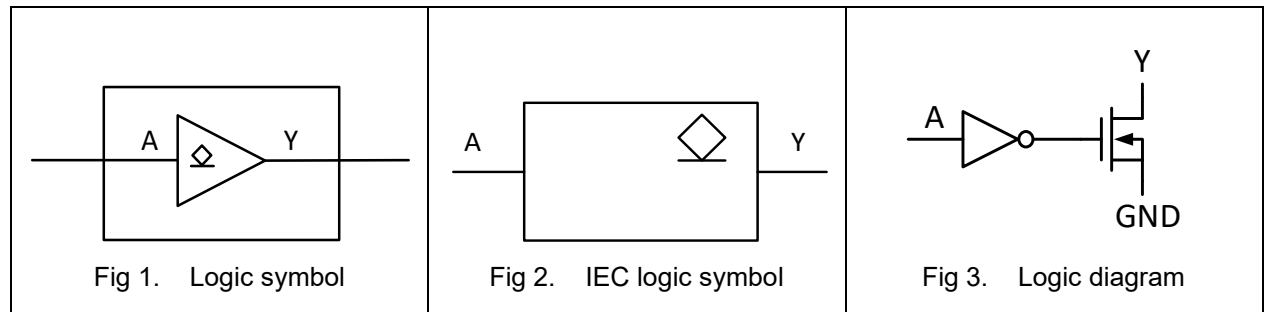 A Y
Fig 1. Logic symbol
A Y
Fig 2. IEC logic symbol
Y
A
GND
Fig 3. Logic diagram